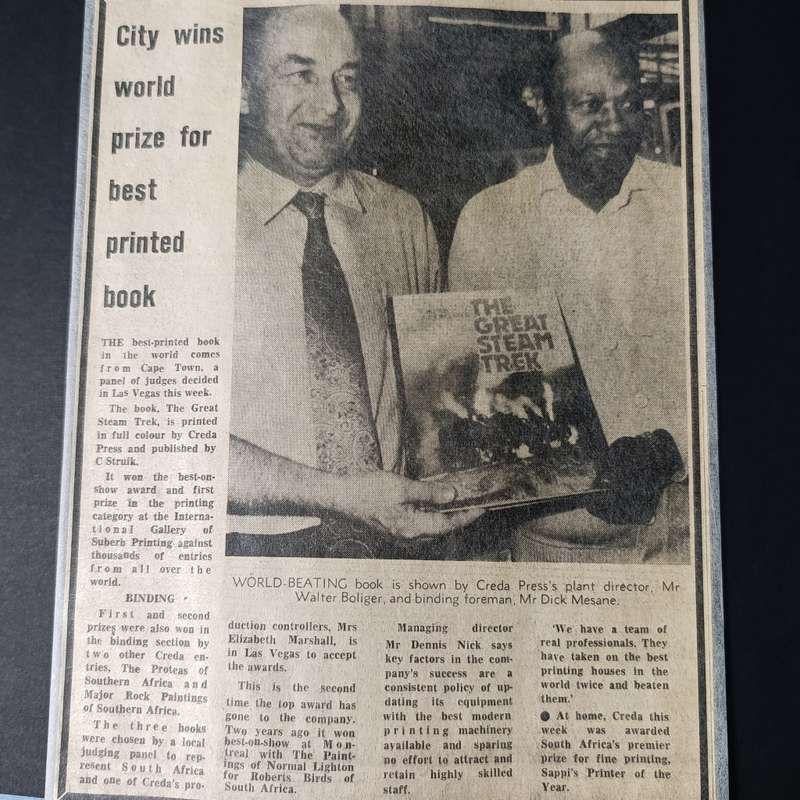 City wins
world
prize for
best
printed
book
THE GREAT
STEAM
TREK
THE best-printed book
in the world comes
from Cape Town, a
panel of judges decided
in Las Vegas this week.
The book, The Great
Steam Trek, is printed
in full colour by Creda
Press and published by
C Struik.
It won the best-on-
show award and first
prize in the printing
category at the Interna-
tional Gallery of
Suberb Printing against
thousands of entries
from all over the
world.
BINDING
First and second
prizes were also won in
the binding section by
two other Creda en-
tries, The Proteas of
Southern Africa and
Major Rock Paintings
of Southern Africa.
The three books
were chosen by a local
judging panel to rep-
resent South Africa
and one of Creda's pro-
WORLD-BEATING book is shown by Creda Press's plant director, Mr
Walter Boliger, and binding foreman, Mr Dick Mesane.
duction controllers, Mrs
Elizabeth Marshall, is
in Las Vegas to accept
the awards.
This is the second
time the top award has
gone to the company.
Two years ago it won
best-on-show at Mon-
treal with The Paint-
ings of Normal Lighton
for Roberts Birds of
South Africa.
Managing director
Mr Dennis Nick says
key factors in the com-
pany's success are a
consistent policy of up-
dating its equipment
with the best modern
printing machinery
available and sparing
no effort to attract and
retain highly skilled
staff.
'We have a team of
real professionals. They
have taken on the best
printing houses in the
world twice and beaten
them.'
● At home, Creda this
week was awarded
South Africa's premier
prize for fine printing,
Sappi's Printer of the
Year.